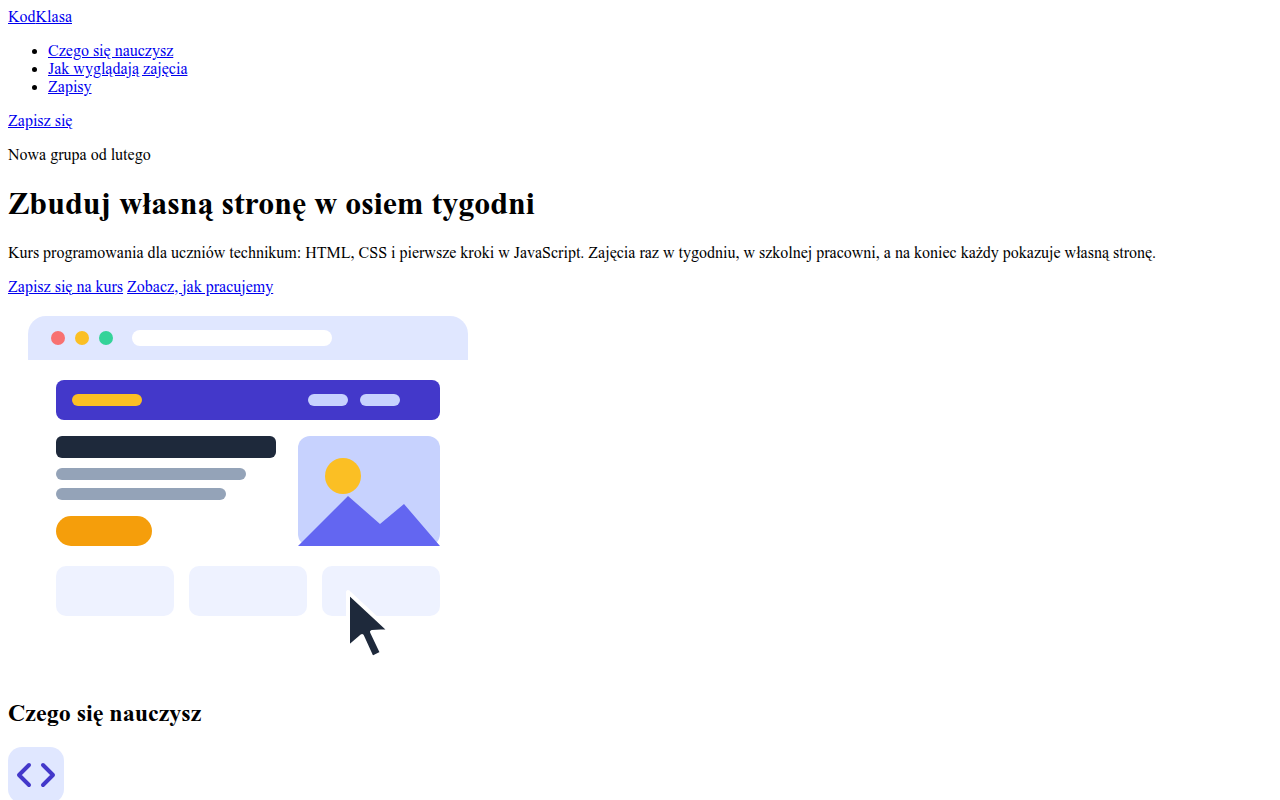 KodKlasa
Czego się nauczysz
Jak wyglądają zajęcia
Zapisy
Zapisz się
Nowa grupa od lutego
Zbuduj własną stronę w osiem tygodni
Kurs programowania dla uczniów technikum: HTML, CSS i pierwsze kroki w JavaScript. Zajęcia raz w tygodniu, w szkolnej pracowni, a na koniec każdy pokazuje własną stronę.
Zapisz się na kurs Zobacz, jak pracujemy
Czego się nauczysz